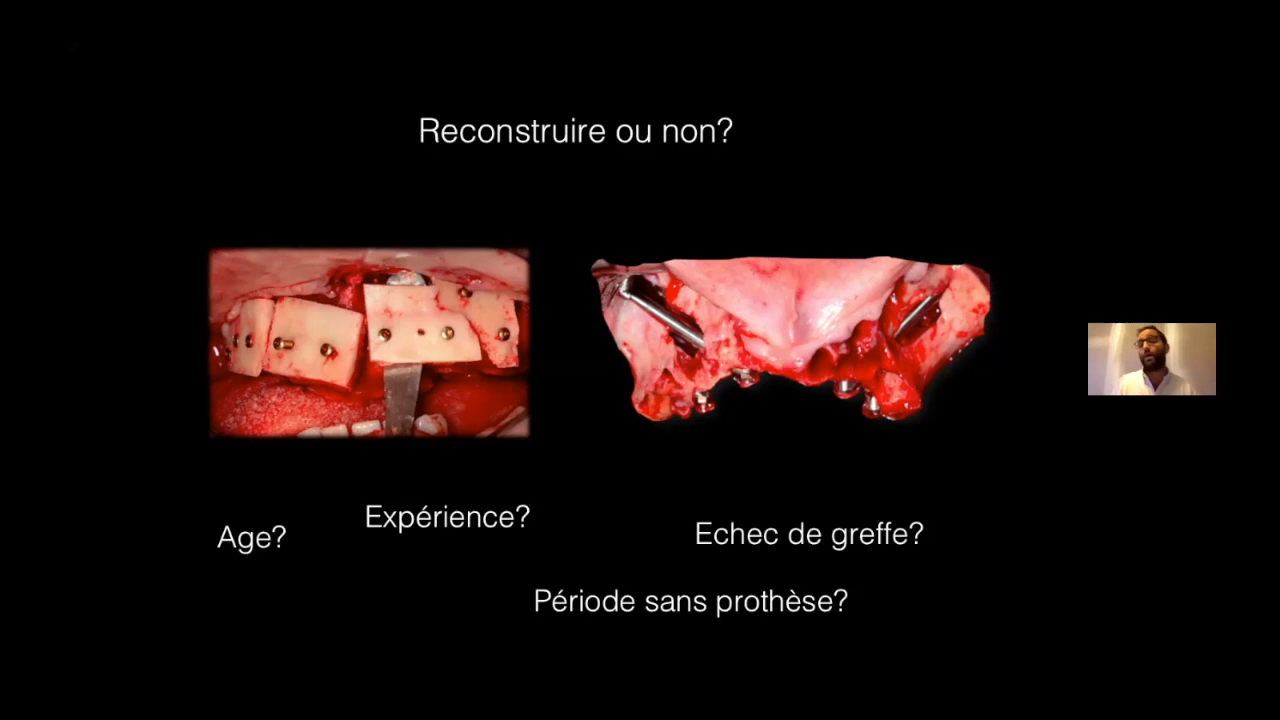 Reconstruire ou non?
Age?
Expérience?
Echec de greffe?
Période sans prothèse?